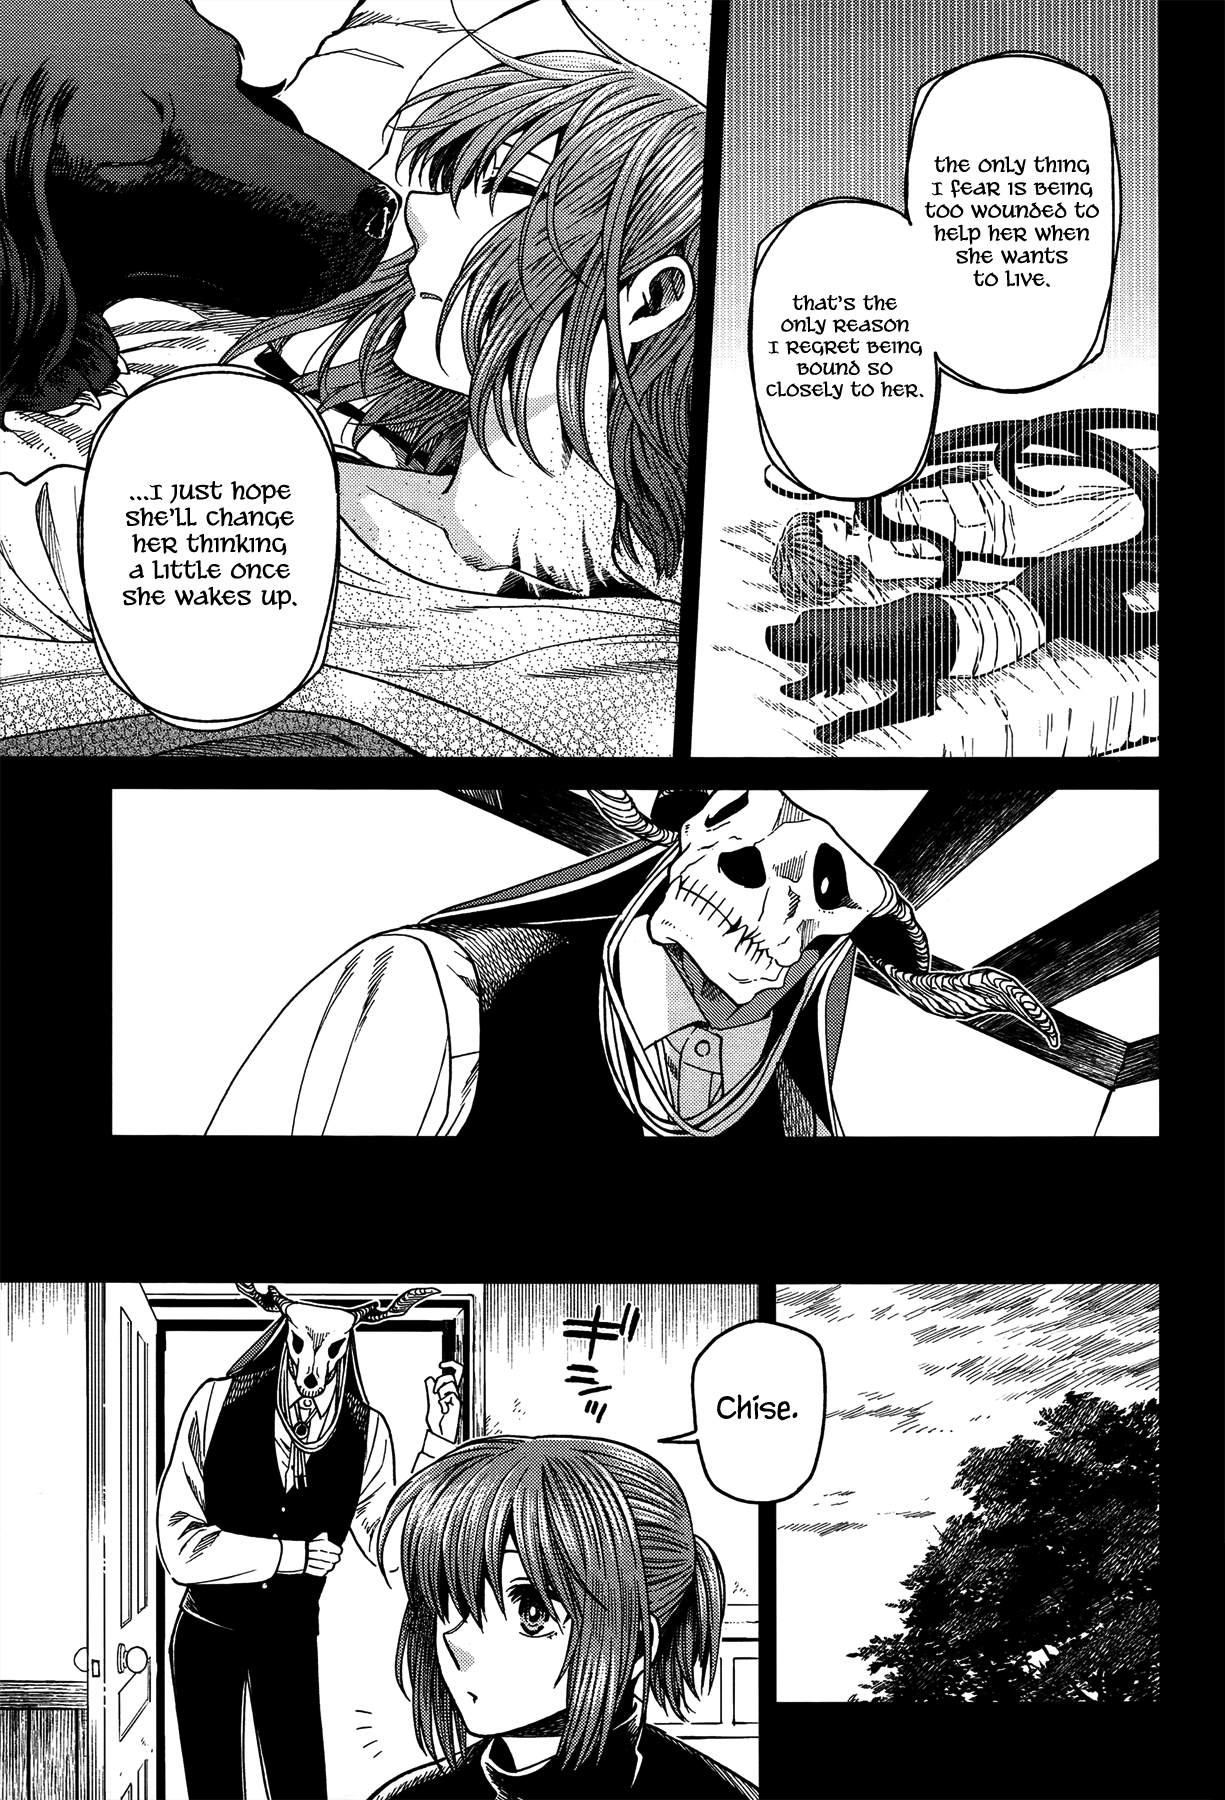 The only thing
I fear is being
too wounded to
help her when
she wants
to live.
That's the
only reason
I regret being
bound so
closely to her.
...I just hope
she'll change
her thinking
a little once
she wakes up.
Chise.
キィ